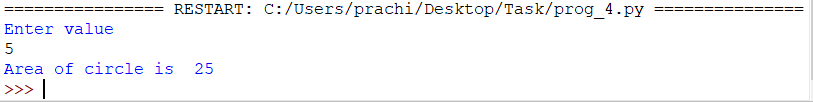 ================ RESTART: C:/Users/prachi/Desktop/Task/prog_4.py ===============
Enter value
5
Area of circle is  25
>>>